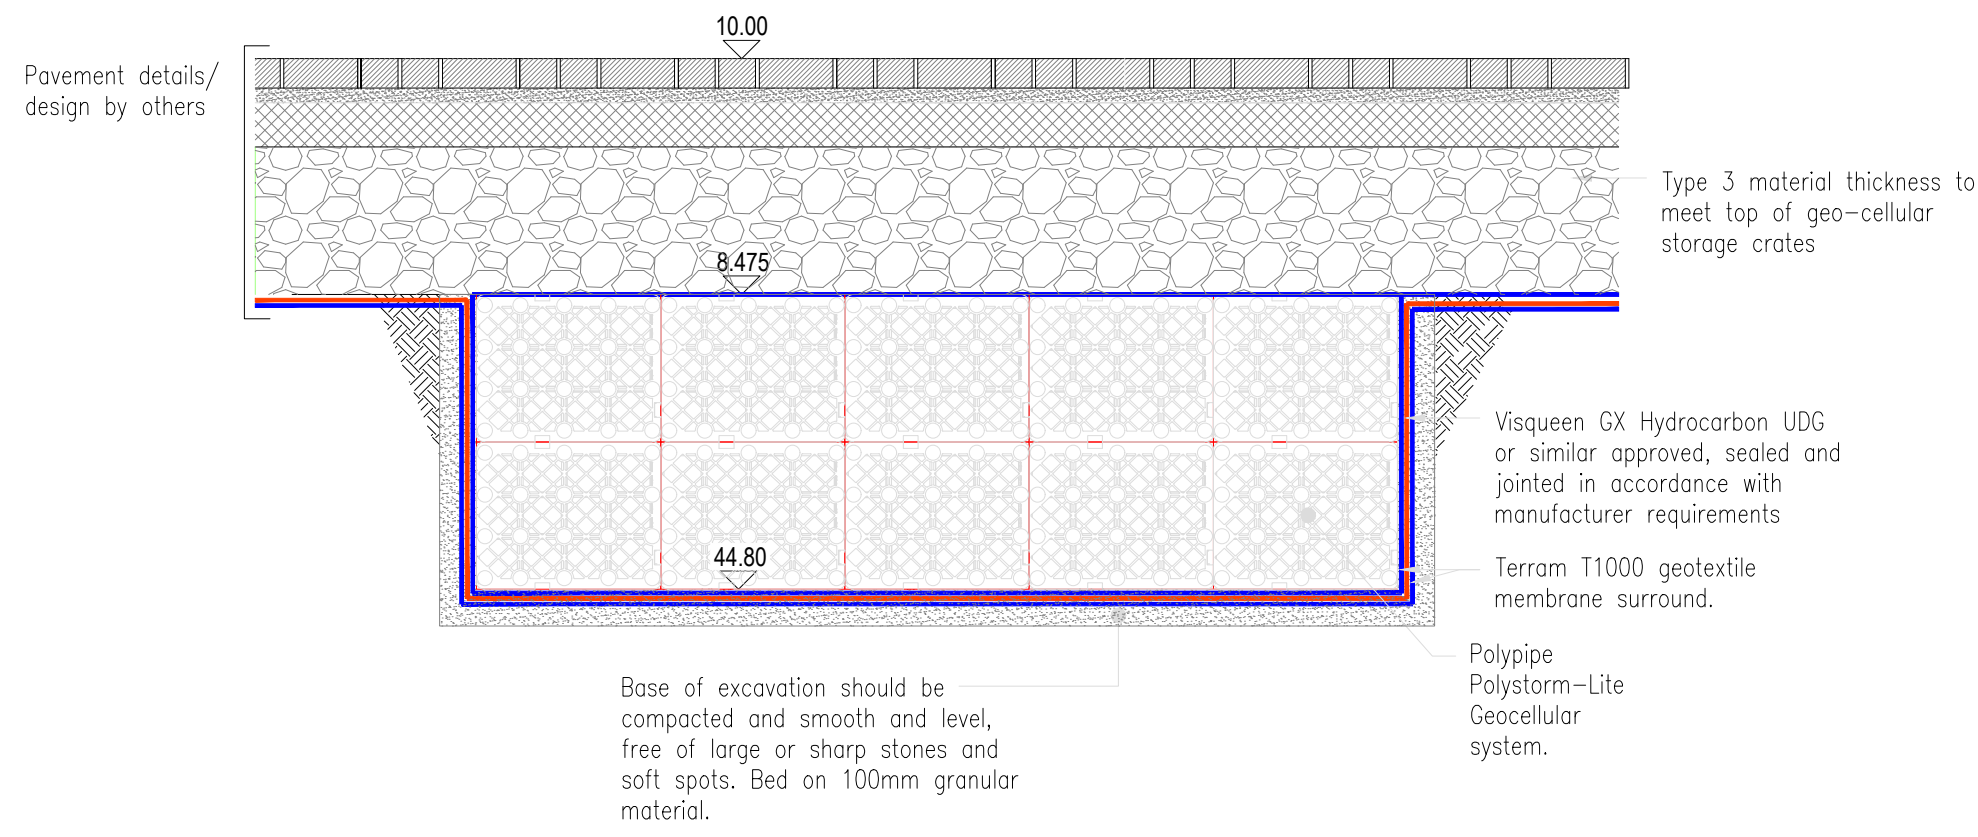 10.00
Pavement details/
design by others
Type 3 material thickness to
meet top of geo-cellular
storage crates
8.475
Visqueen GX Hydrocarbon UDG
or similar approved, sealed and
jointed in accordance with
manufacturer requirements
44.80
Terram T1000 geotextile
membrane surround.
Polypipe
Polystorm-Lite
Geocellular
system.
Base of excavation should be
compacted and smooth and level,
free of large or sharp stones and
soft spots. Bed on 100mm granular
material.